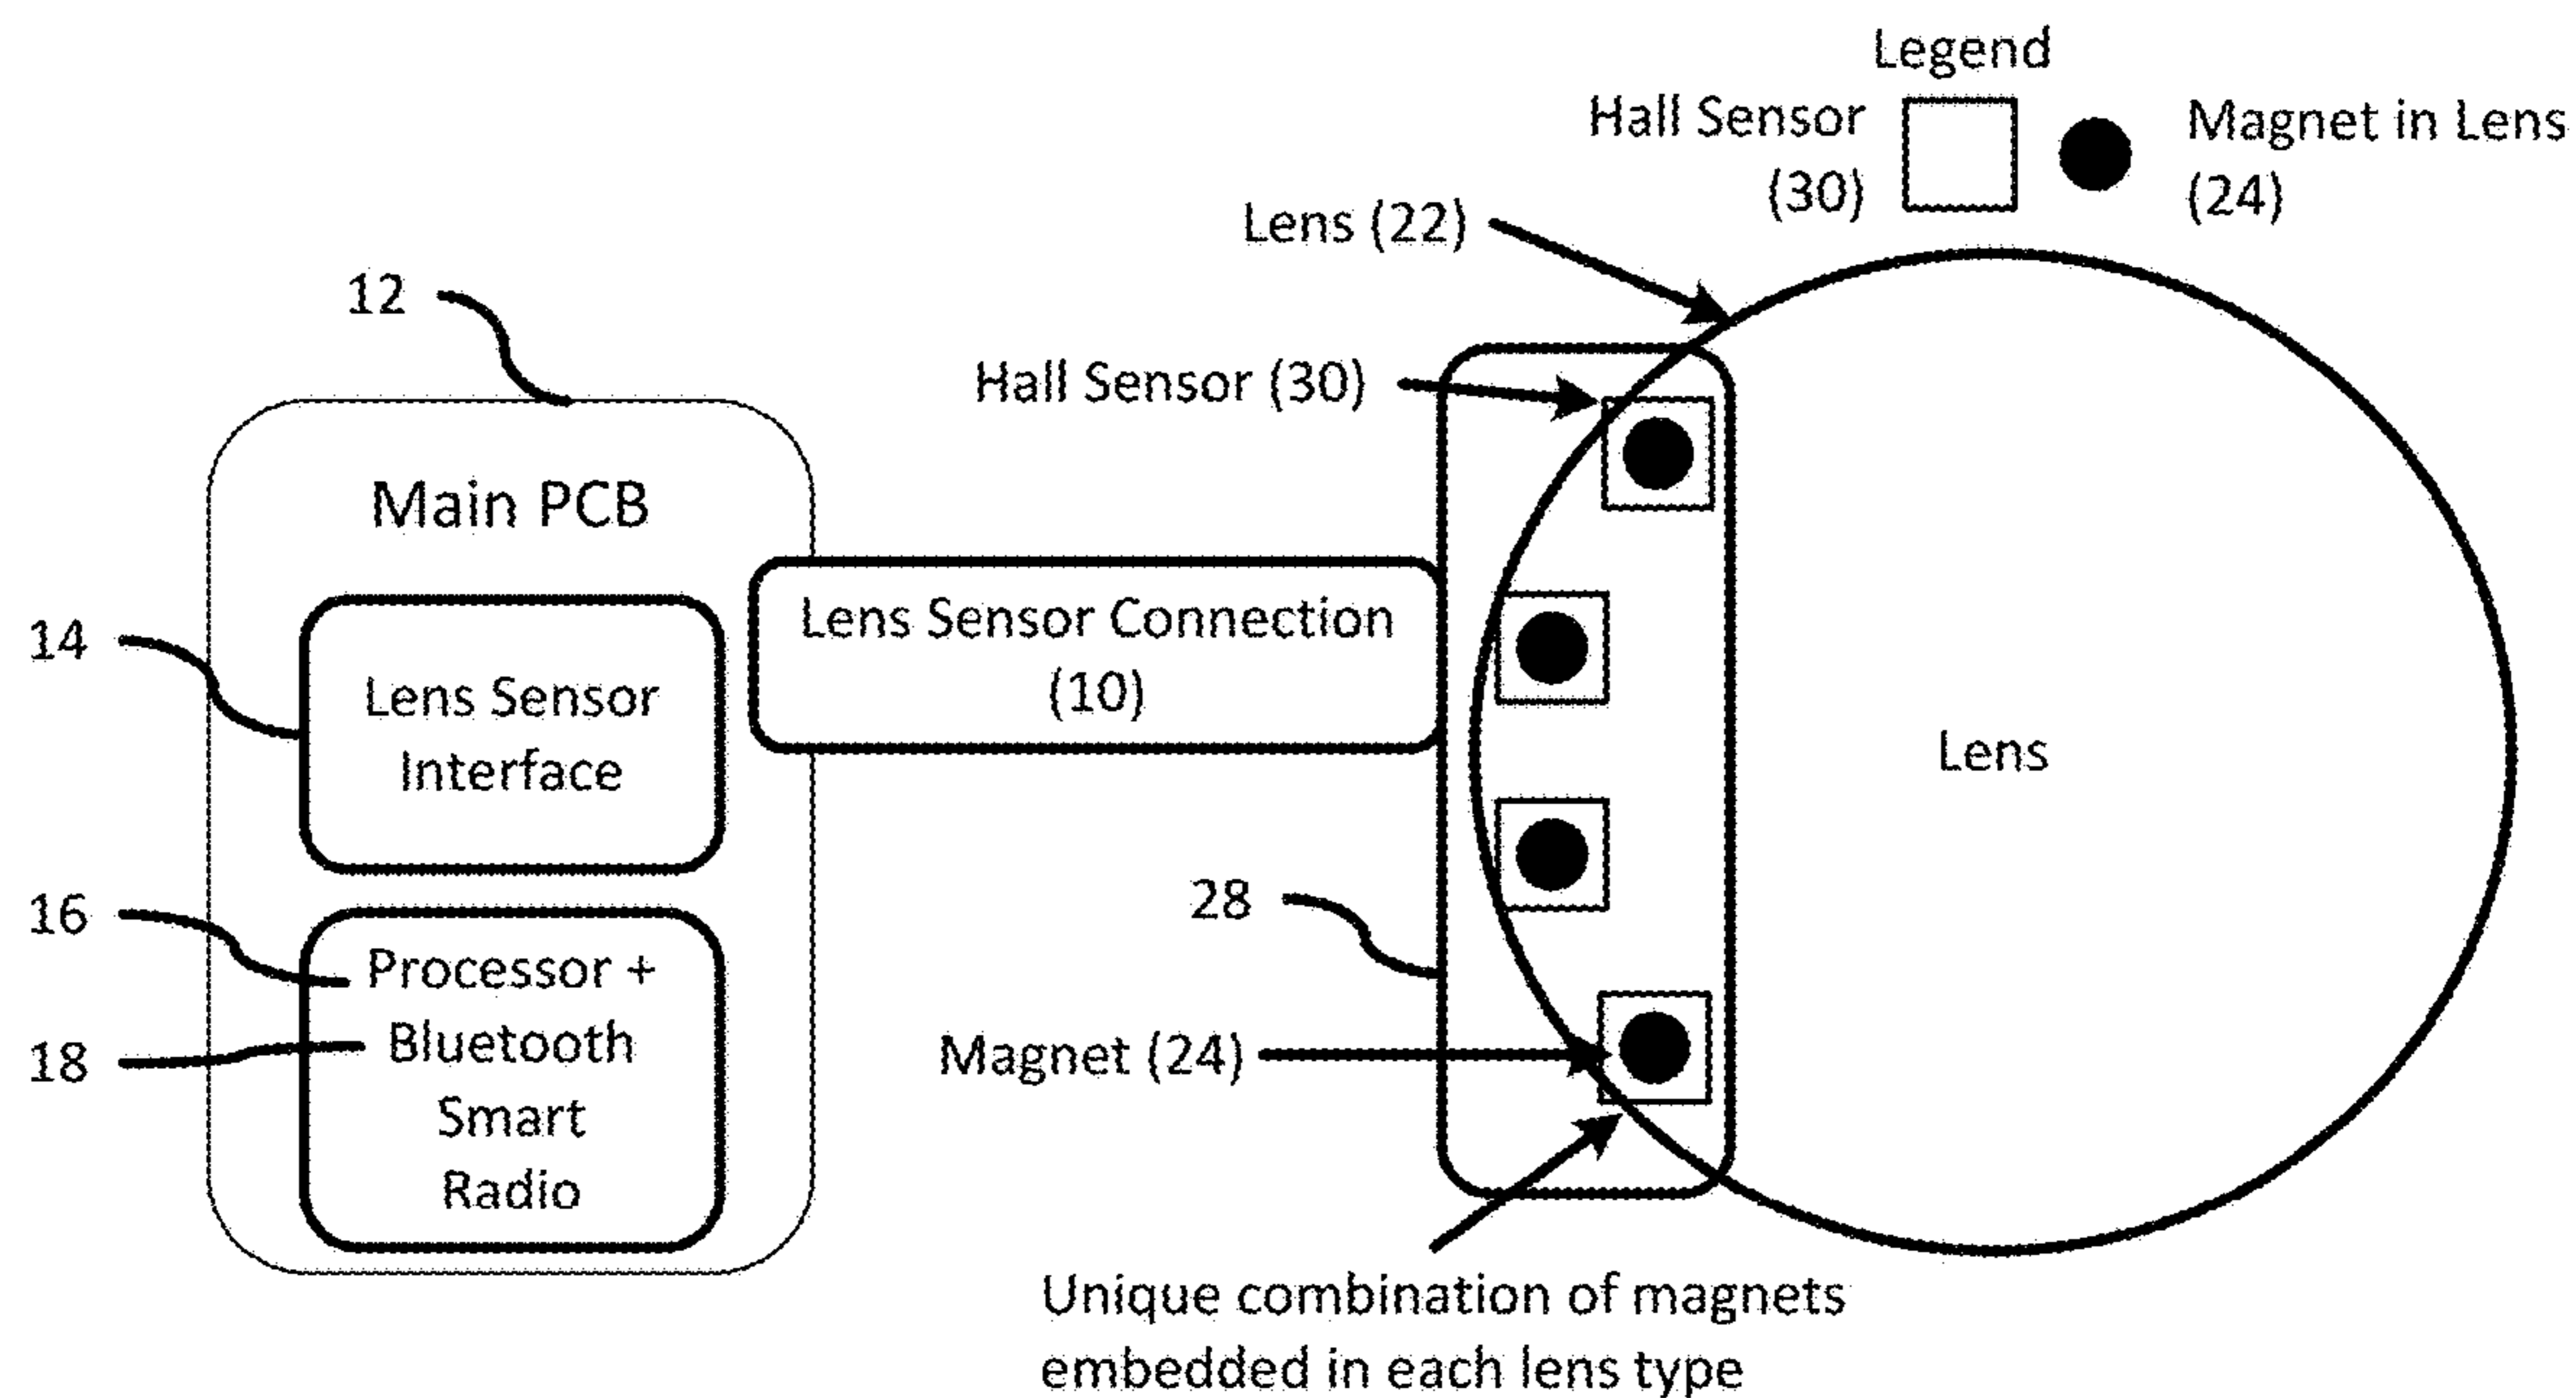 Legend
Hall Sensor
(30)
Magnet in Lens
(24)
Lens (22)
12
Hall Sensor (30)
Main PCB
Lens Sensor Connection
(10)
14
Lens Sensor
Interface
Lens
16
Processor +
18
Bluetooth
Smart
Radio
28
Magnet (24)
Unique combination of magnets
embedded in each lens type